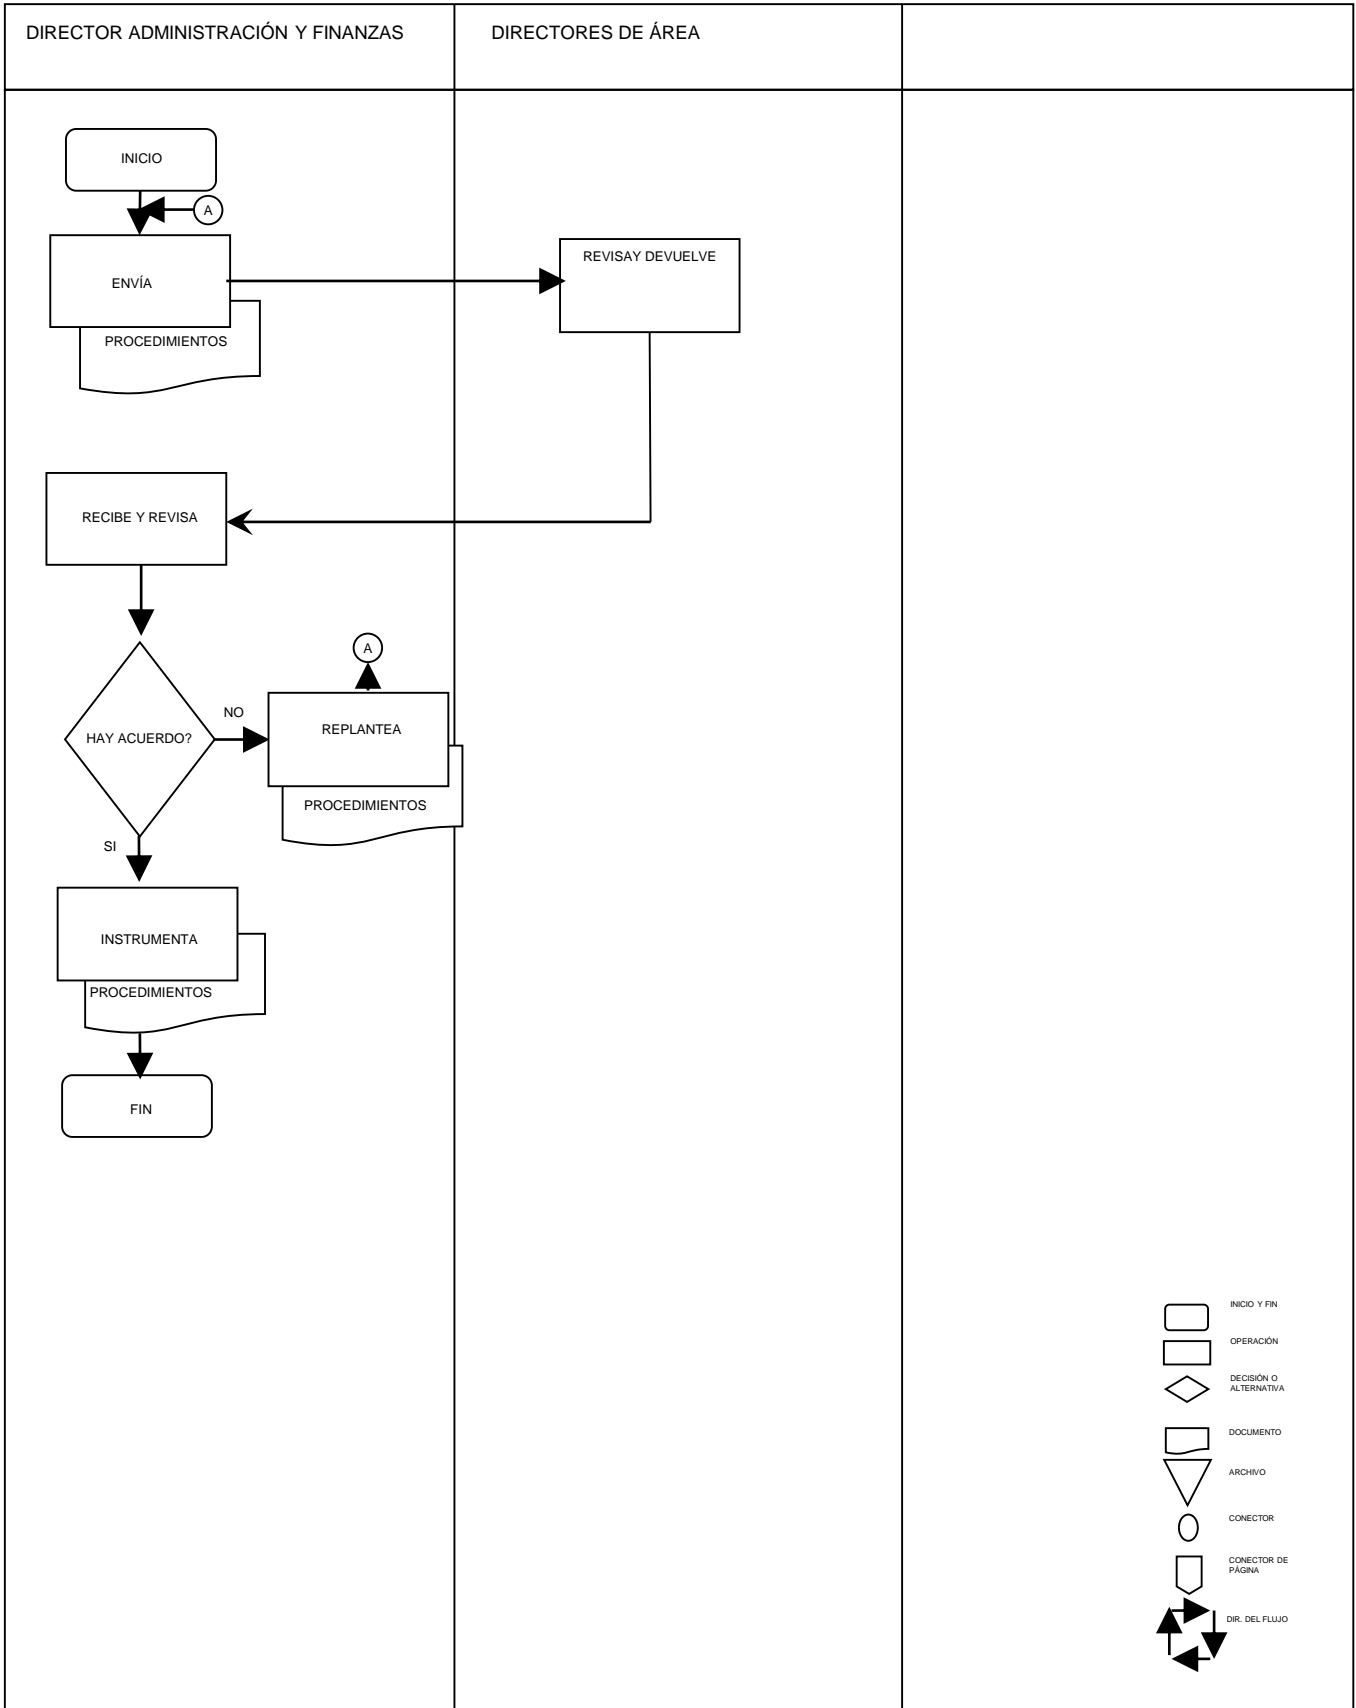 DIRECTOR ADMINISTRACIÓN Y FINANZAS
DIRECTORES DE ÁREA
INICIO
A
ENVÍA
REVISAY DEVUELVE
PROCEDIMIENTOS
RECIBE Y REVISA
A
HAY ACUERDO?
NO
REPLANTEA
PROCEDIMIENTOS
SI
INSTRUMENTA
PROCEDIMIENTOS
FIN
INICIO Y FIN
OPERACIÓN
DECISIÓN O
ALTERNATIVA
DOCUMENTO
ARCHIVO
CONECTOR
CONECTOR DE
PÁGINA
DIR. DEL FLUJO